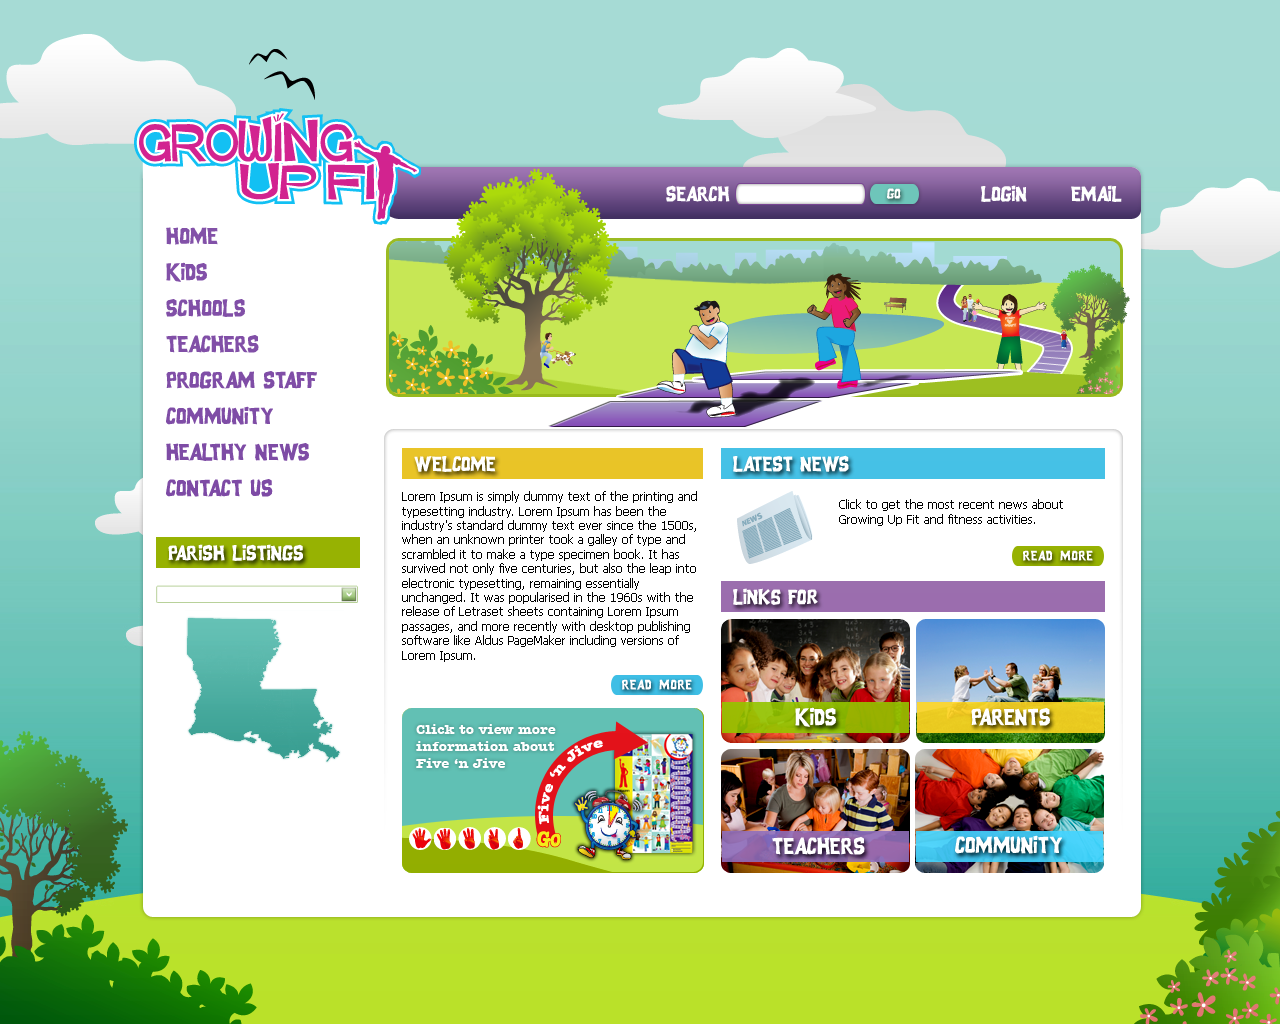 GROWING
UP FIT
SEARCH
GO
LOGIN
EMAIL
HOME
KIDS
SCHOOLS
TEACHERS
PROGRAM STAFF
COMMUNITY
HEALTHY NEWS
CONTACT US
PARISH LISTINGS
WELCOME
Lorem Ipsum is simply dummy text of the printing and
typesetting industry. Lorem Ipsum has been the
industry's standard dummy text ever since the 1500s,
when an unknown printer took a galley of type and
scrambled it to make a type specimen book. It has
survived not only five centuries, but also the leap into
electronic typesetting, remaining essentially
unchanged. It was popularised in the 1960s with the
release of Letraset sheets containing Lorem Ipsum
passages, and more recently with desktop publishing
software like Aldus PageMaker including versions of
Lorem Ipsum.
READ MORE
Click to view more
information about
Five ‘n Jive
Five ‘n Jive
Go
LATEST NEWS
NEWS
Click to get the most recent news about
Growing Up Fit and fitness activities.
READ MORE
LINKS FOR
KIDS
PARENTS
TEACHERS
COMMUNITY